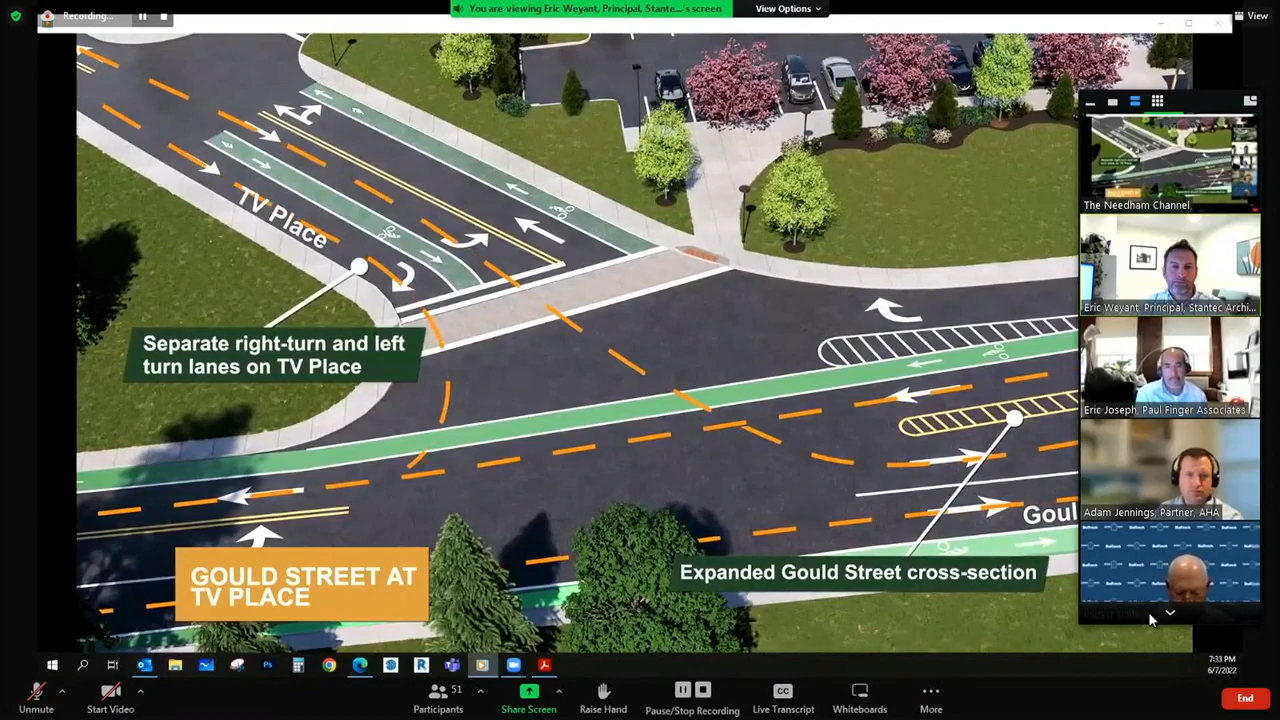 Recording...
You are viewing Eric Weyant, Principal, Stante...'s screen
View Options
View
The Needham Channel
Eric Weyant, Principal, Stantec Archi...
Eric Joseph, Paul Finger Associates
Adam Jennings, Partner, AHA
TV Place
Separate right-turn and left
turn lanes on TV Place
Goul
Expanded Gould Street cross-section
GOULD STREET AT
TV PLACE
7:33 PM
6/7/2022
Unmute
Start Video
Participants
51
Share Screen
Raise Hand
Pause/Stop Recording
CC
Live Transcript
Whiteboards
More
End